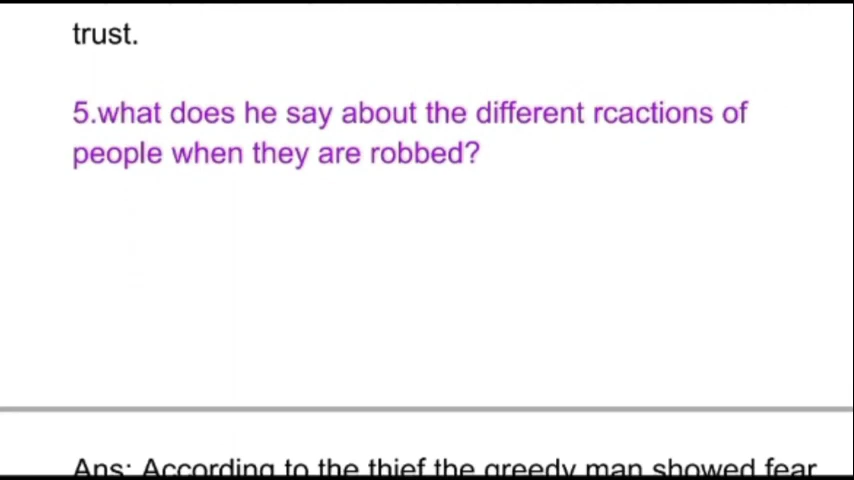 trust.
5.what does he say about the different rcactions of
people when they are robbed?
Ans: According to the thief the greedy man showed fear